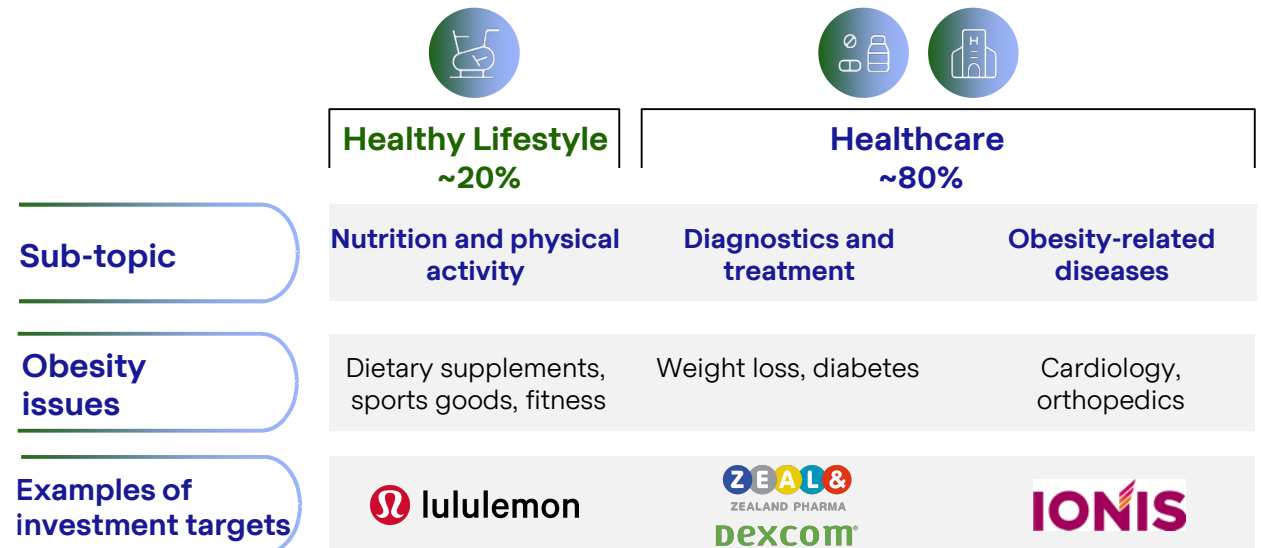 H
Healthy Lifestyle
~20%
Healthcare
~80%
Sub-topic
Nutrition and physical
activity
Diagnostics and
treatment
Obesity-related
diseases
Obesity
issues
Dietary supplements,
sports goods, fitness
Weight loss, diabetes
Cardiology,
orthopedics
Examples of
investment targets
lululemon
ZEAL&
ZEALAND PHARMA
Dexcom
IONIS